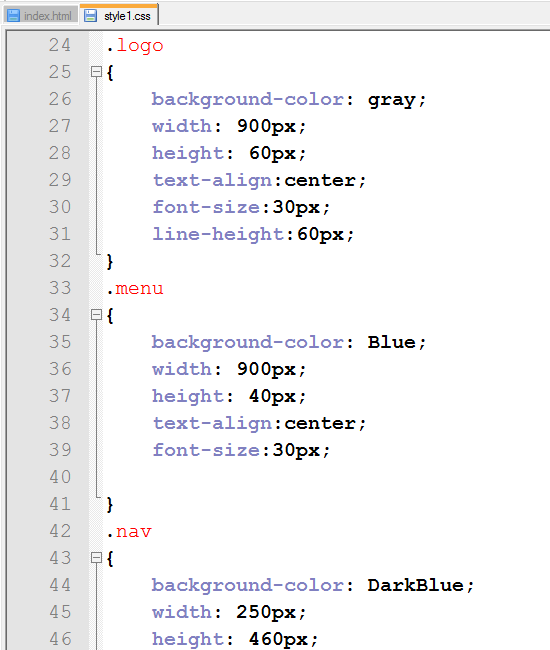 index.html style1.css
24 .logo
25 {
26 background-color: gray;
27 width: 900px;
28 height: 60px;
29 text-align:center;
30 font-size:30px;
31 line-height:60px;
32 }
33 .menu
34 {
35 background-color: Blue;
36 width: 900px;
37 height: 40px;
38 text-align:center;
39 font-size:30px;
40
41 }
42 .nav
43 {
44 background-color: DarkBlue;
45 width: 250px;
46 height: 460px;